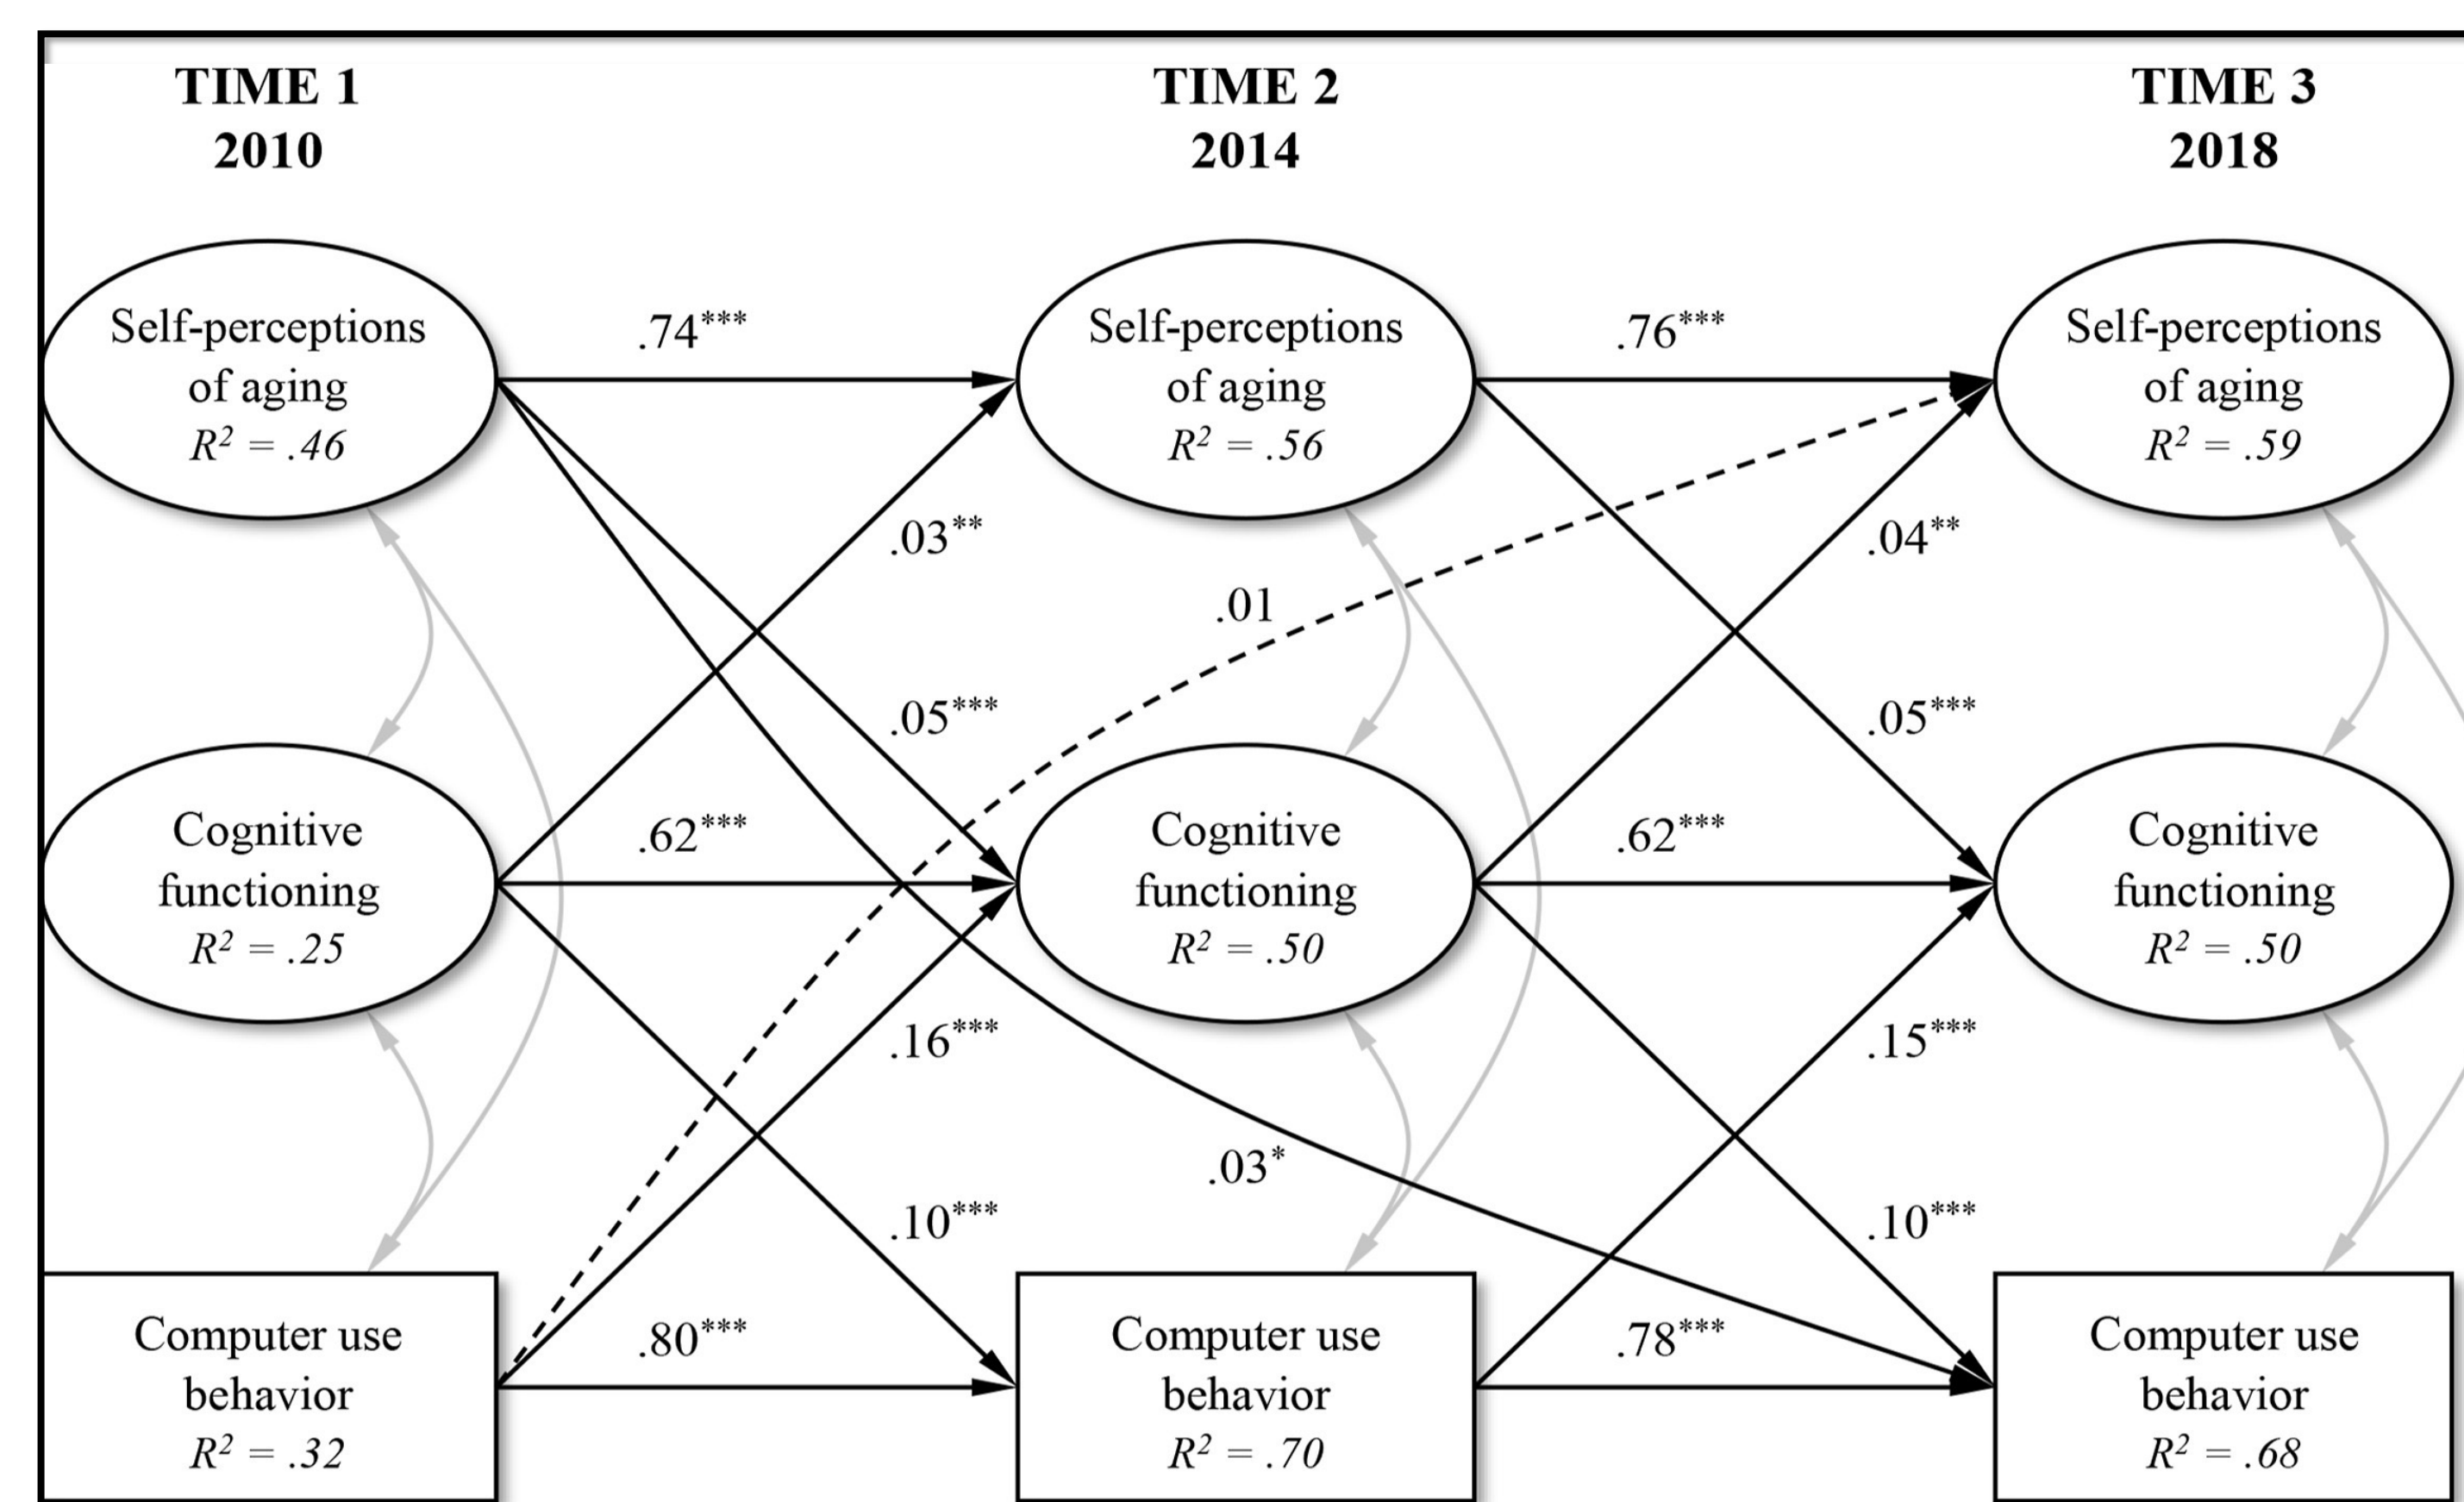 TIME 1
2010
TIME 2
2014
TIME 3
2018
Self-perceptions
of aging
R² = .46
.74***
Self-perceptions
of aging
R² = .56
.76***
Self-perceptions
of aging
R² = .59
.03**
.04**
.01
.05***
.05***
Cognitive
functioning
R² = .25
.62***
Cognitive
functioning
R² = .50
.62***
Cognitive
functioning
R² = .50
.16***
.15***
.03*
.10***
.10***
Computer use
behavior
R² = .32
.80***
Computer use
behavior
R² = .70
.78***
Computer use
behavior
R² = .68